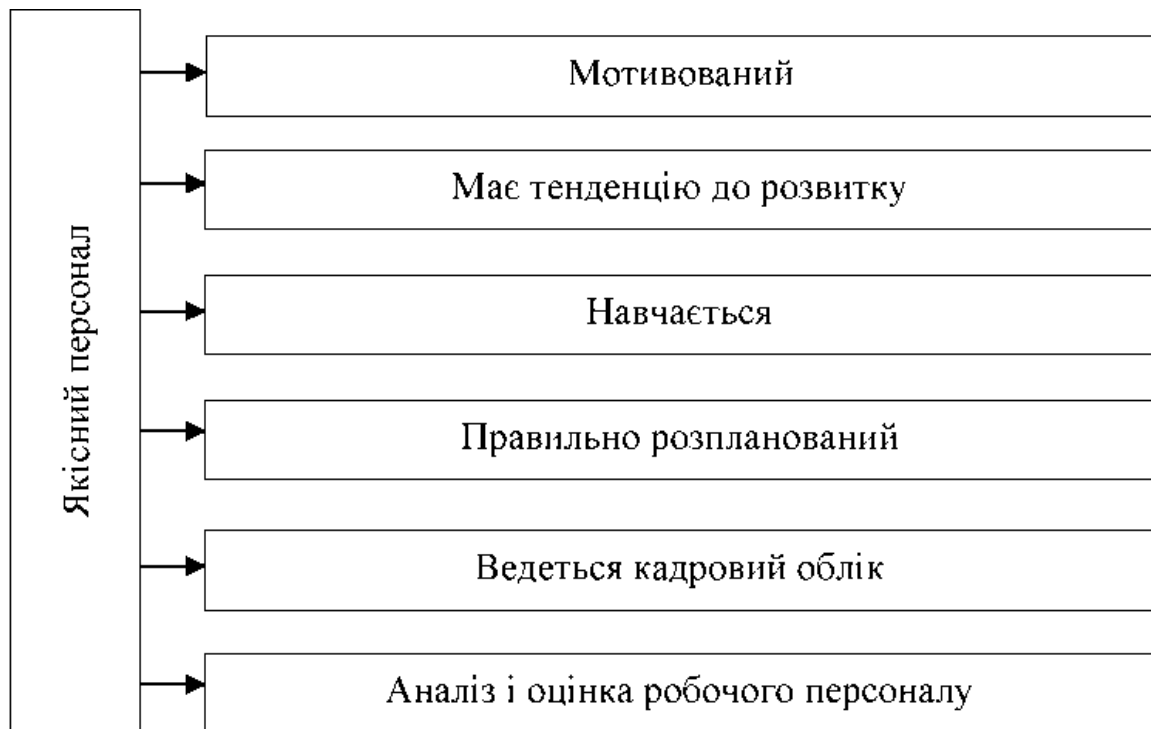 Якісний персонал
Мотивований
Має тенденцію до розвитку
Навчається
Правильно розпланований
Ведеться кадровий облік
Аналіз і оцінка робочого персоналу